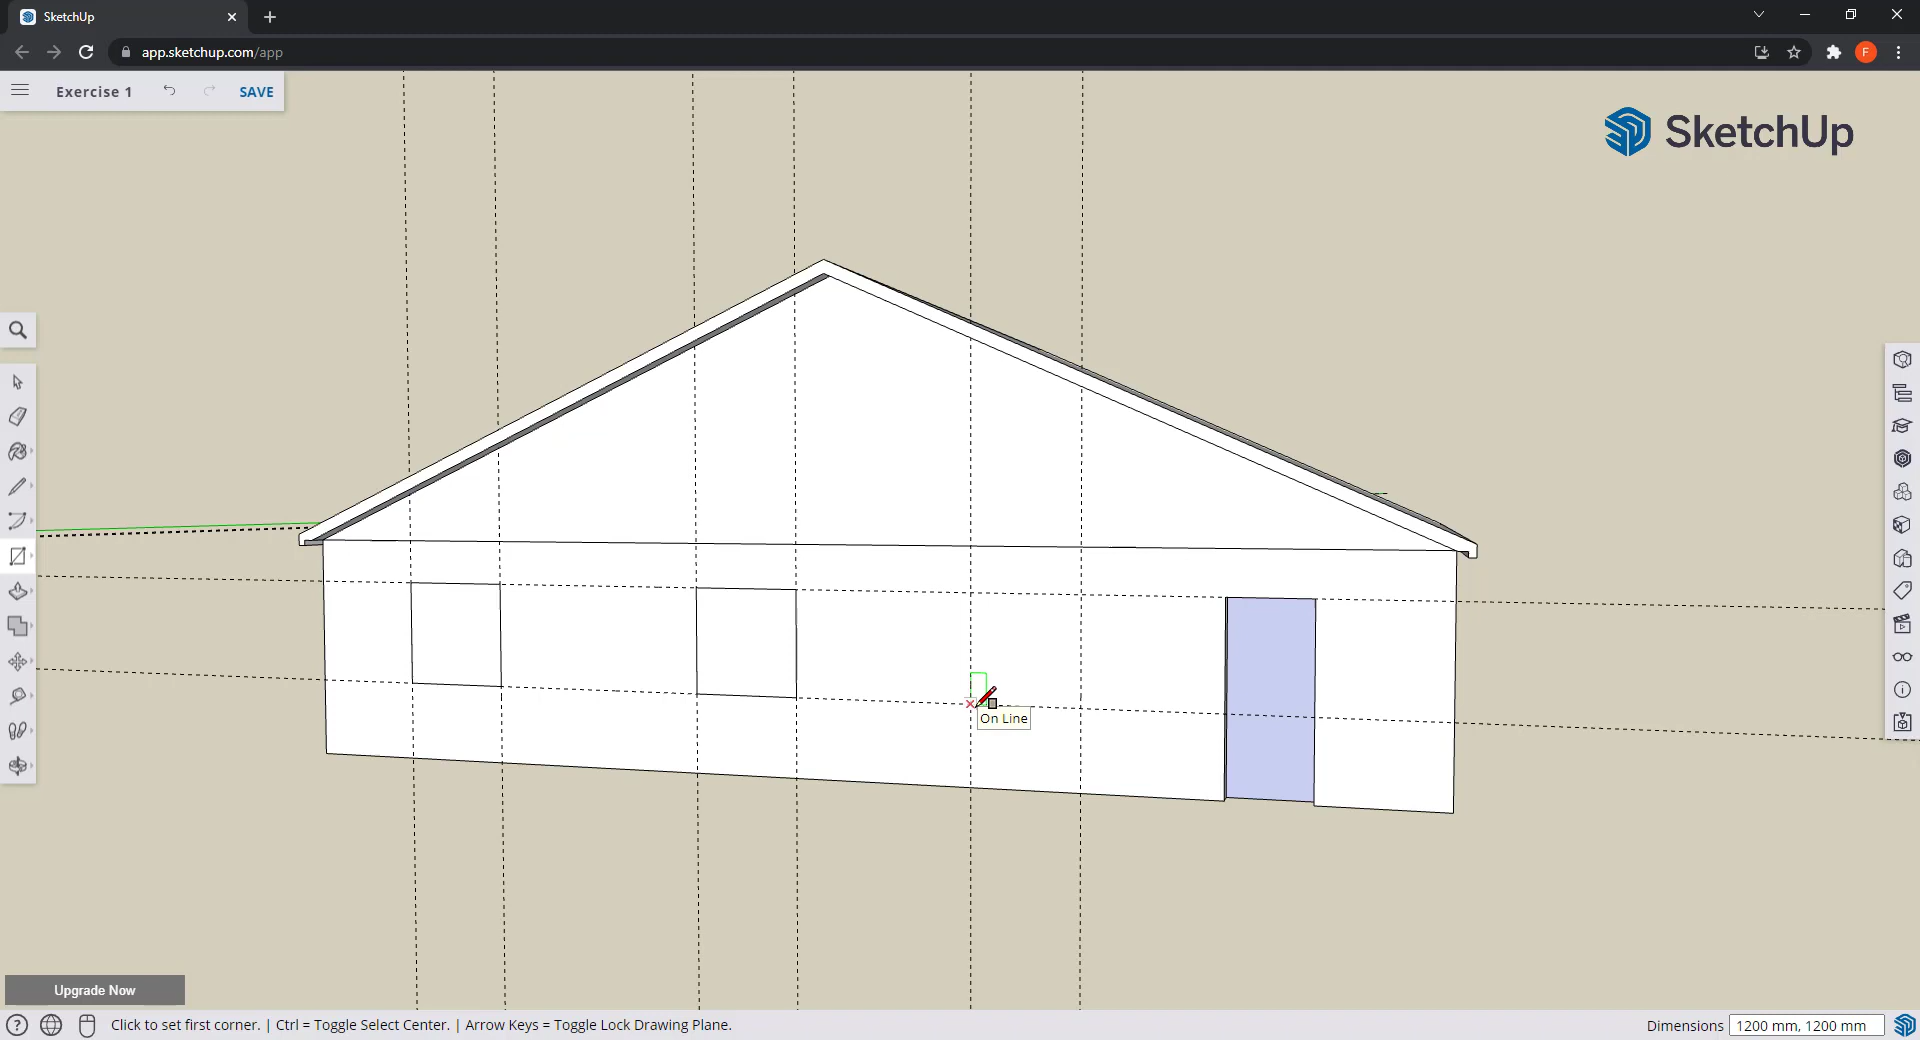 SketchUp
app.sketchup.com/app
F
Exercise 1
SAVE
SketchUp
On Line
Upgrade Now
Click to set first corner. | Ctrl = Toggle Select Center. | Arrow Keys = Toggle Lock Drawing Plane.
Dimensions 1200 mm, 1200 mm